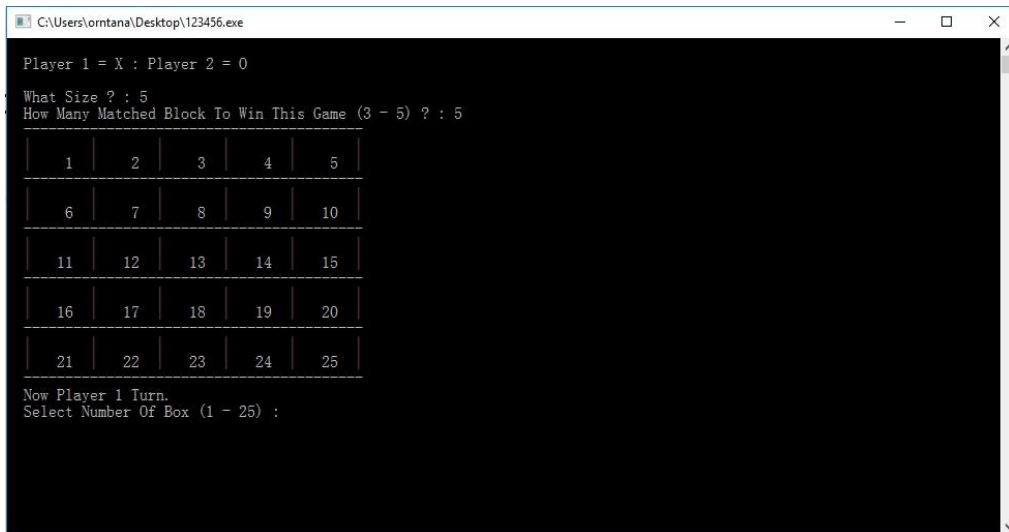 C:\Users\orntana\Desktop\123456.exe
Player 1 = X : Player 2 = O
What Size ? : 5
How Many Matched Block To Win This Game (3 - 5) ? : 5
1 2 3 4 5
6 7 8 9 10
11 12 13 14 15
16 17 18 19 20
21 22 23 24 25
Now Player 1 Turn.
Select Number Of Box (1 - 25) :